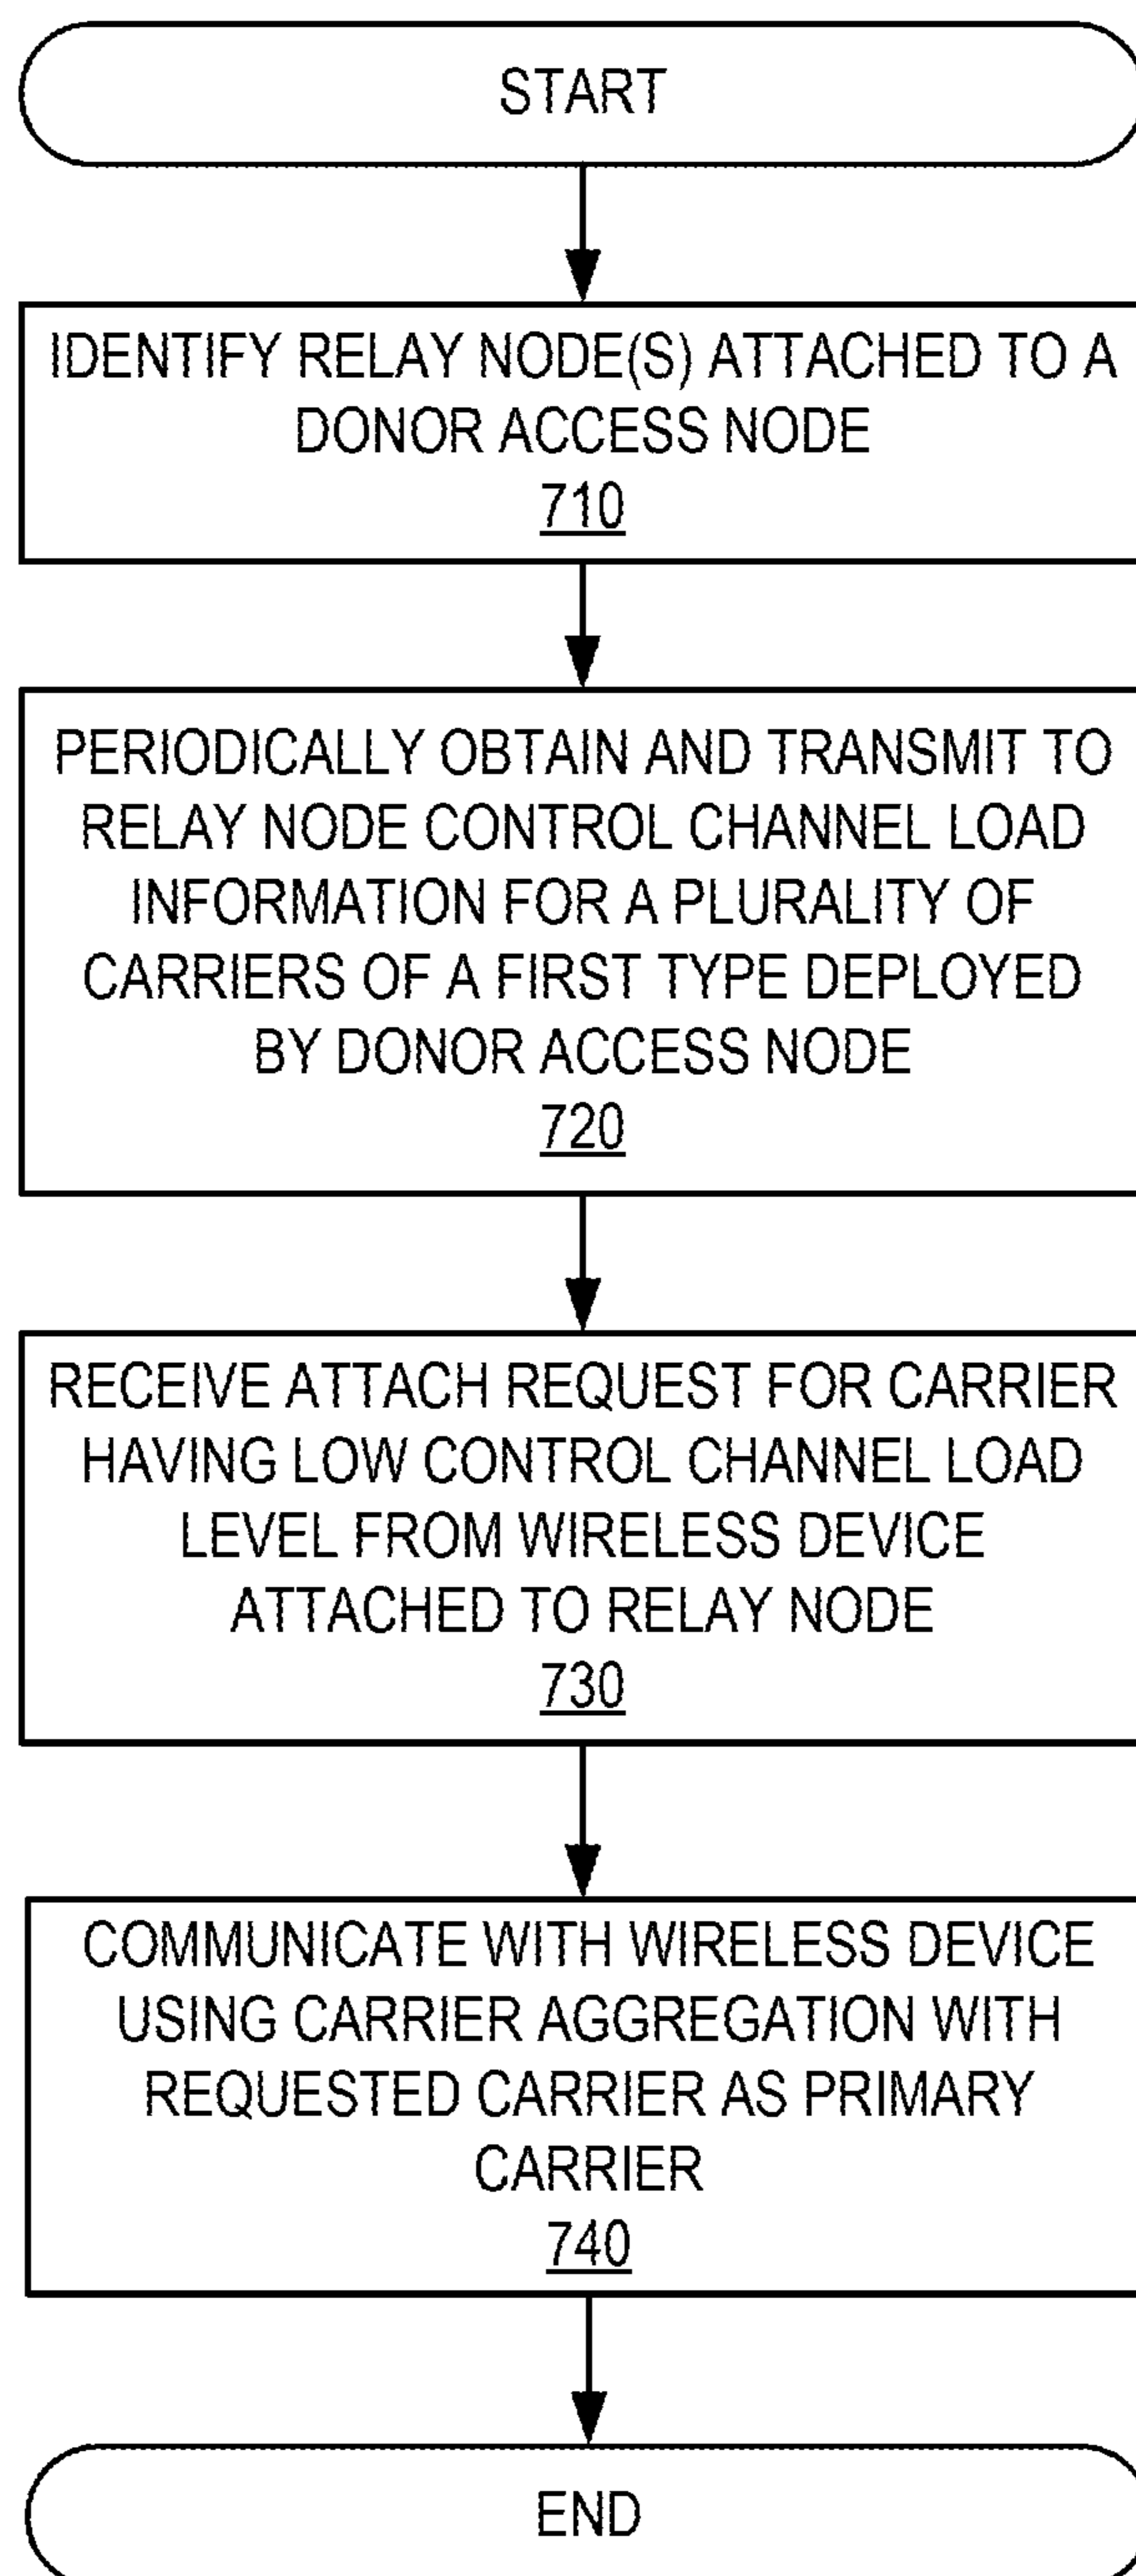 START
IDENTIFY RELAY NODE(S) ATTACHED TO A
DONOR ACCESS NODE
710
PERIODICALLY OBTAIN AND TRANSMIT TO
RELAY NODE CONTROL CHANNEL LOAD
INFORMATION FOR A PLURALITY OF
CARRIERS OF A FIRST TYPE DEPLOYED
BY DONOR ACCESS NODE
720
RECEIVE ATTACH REQUEST FOR CARRIER
HAVING LOW CONTROL CHANNEL LOAD
LEVEL FROM WIRELESS DEVICE
ATTACHED TO RELAY NODE
730
COMMUNICATE WITH WIRELESS DEVICE
USING CARRIER AGGREGATION WITH
REQUESTED CARRIER AS PRIMARY
CARRIER
740
END